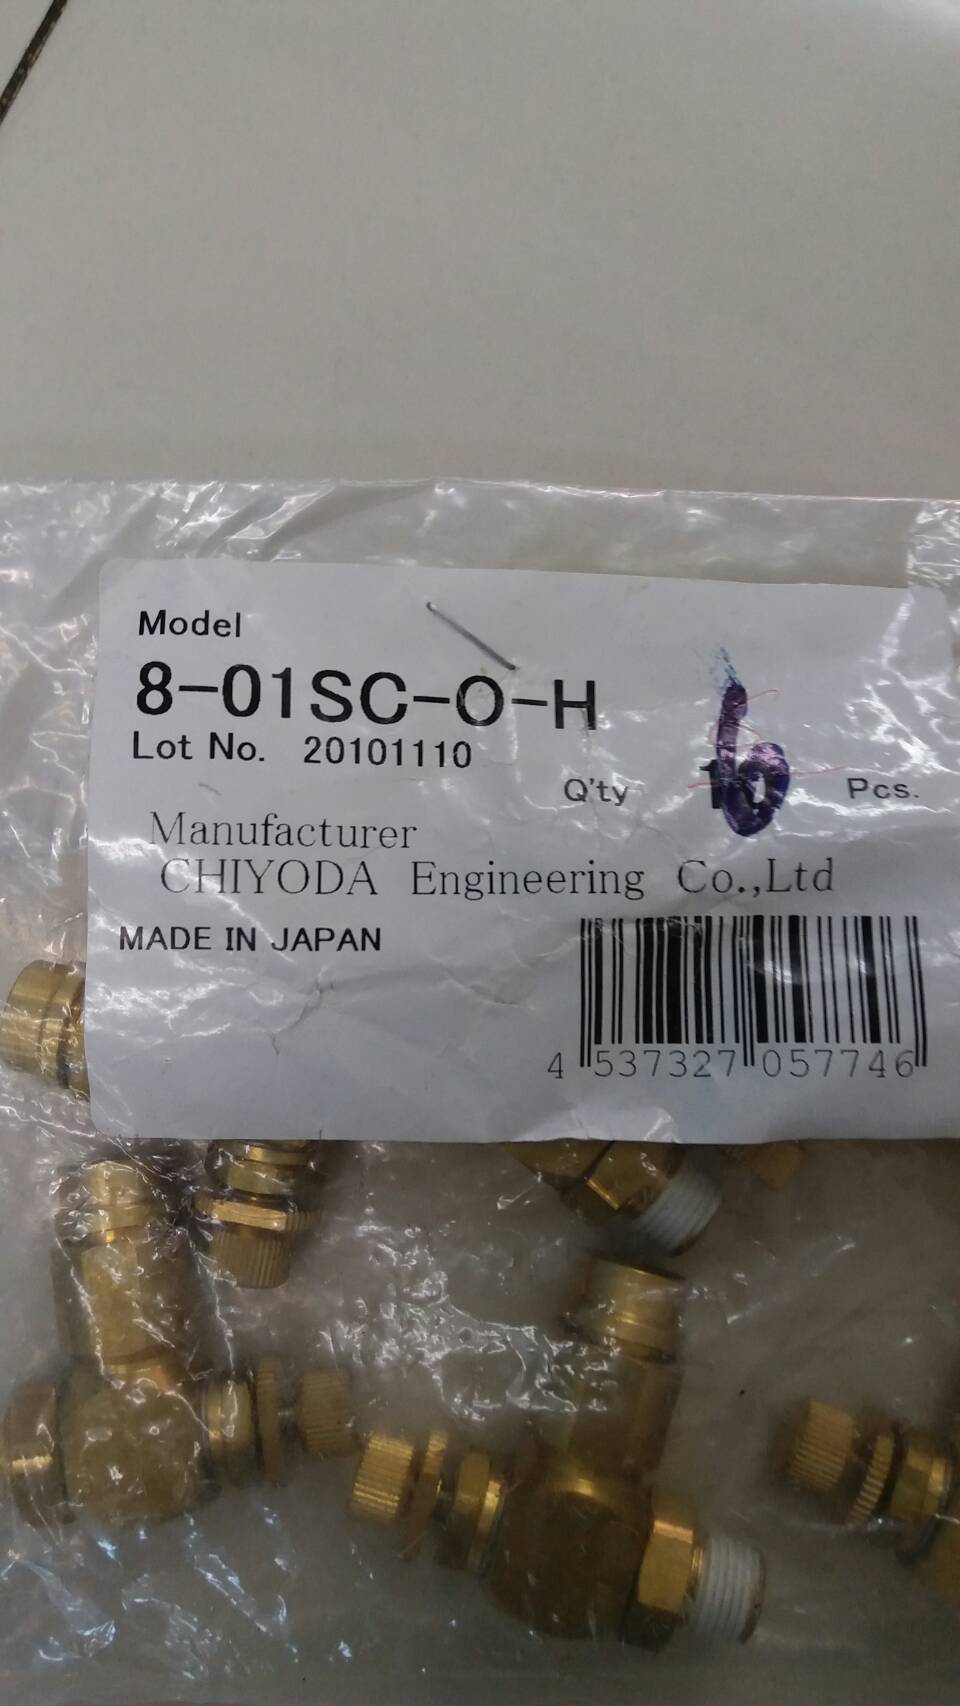 Model
8-01SC-O-H
Lot No. 20101110
Q'ty 6 Pcs.
Manufacturer
CHIYODA Engineering Co.,Ltd
MADE IN JAPAN
4 537327 057746